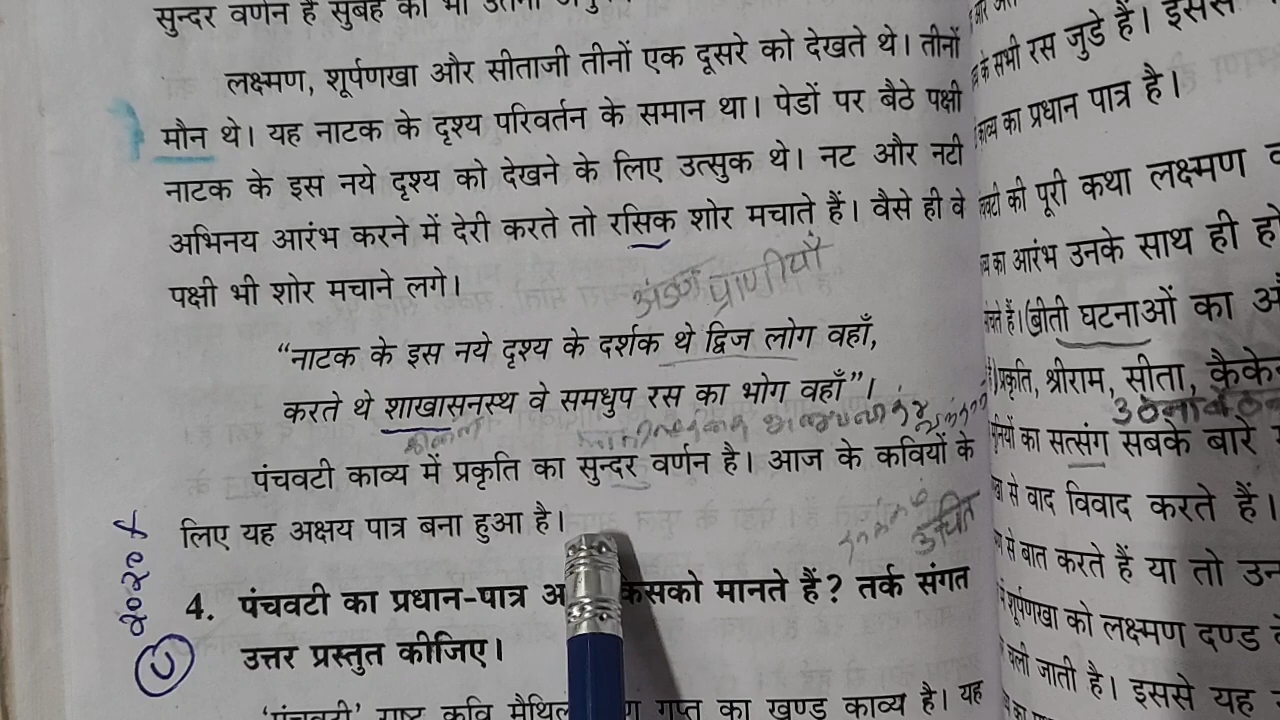 सुन्दर वर्णन है सुबह का भी
लक्ष्मण, शूर्पणखा और सीताजी तीनों एक दूसरे को देखते थे। तीनों
मौन थे। यह नाटक के दृश्य परिवर्तन के समान था। पेडों पर बैठे पक्षी
नाटक के इस नये दृश्य को देखने के लिए उत्सुक थे। नट और नटी
अभिनय आरंभ करने में देरी करते तो रसिक शोर मचाते हैं। वैसे ही वे
पक्षी भी शोर मचाने लगे।
प्राणीयाँ
“नाटक के इस नये दृश्य के दर्शक थे द्विज लोग वहाँ,
करते थे शाखासनस्थ वे समधुप रस का भोग वहाँ”।
पंचवटी काव्य में प्रकृति का सुन्दर वर्णन है। आज के कवियों के
लिए यह अक्षय पात्र बना हुआ है।
उचित
4. पंचवटी का प्रधान-पात्र किसको मानते हैं? तर्क संगत
उत्तर प्रस्तुत कीजिए।
'पंचवटी' राष्ट्र कवि गुप्त का खण्ड काव्य है। यह
के सभी रस जुडे हैं। इससे
काव्य का प्रधान पात्र है।
की पूरी कथा लक्ष्मण
का आरंभ उनके साथ ही
हैं। (बीती घटनाओं का
प्रकृति, श्रीराम, सीता,
का सत्संग सबके बारे
से वाद विवाद करते हैं।
से बात करते हैं या तो
शूर्पणखा को लक्ष्मण दण्ड
चली जाती है। इससे यह